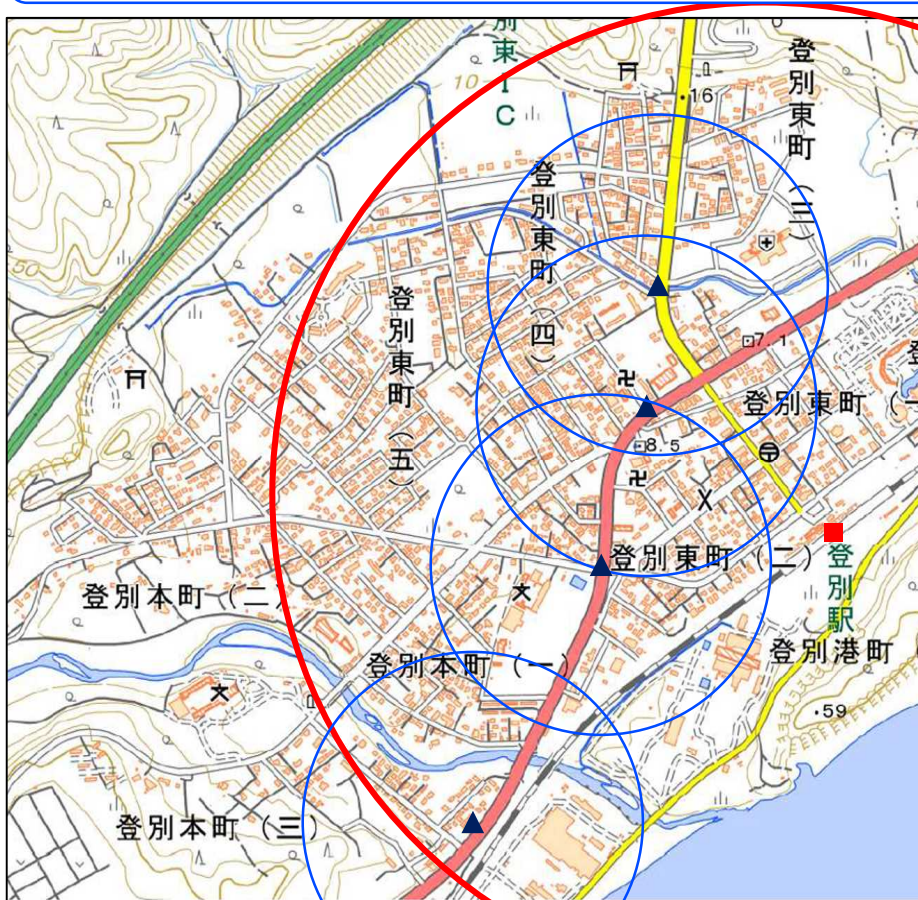 別東IC
10
登別東町(三)
・16
登別東町(四)
50
登別東町(五)
7.1
登別東町(
登
8.5
登別東町(二)
登別駅
登別本町(二)
登別本町(一)
登別港町(
・59
登別本町(三)